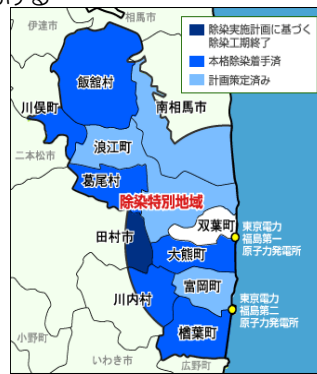 ける
相馬市
伊達市
除染実施計画に基づく
除染工期終了
本格除染着手済
計画策定済み
飯舘村
川俣町
南相馬市
二本松市
浪江町
葛尾村
除染特別地域
双葉町
田村市
東京電力
福島第一
原子力発電所
大熊町
富岡町
川内村
東京電力
福島第二
原子力発電所
楢葉町
小野町
いわき市
広野町